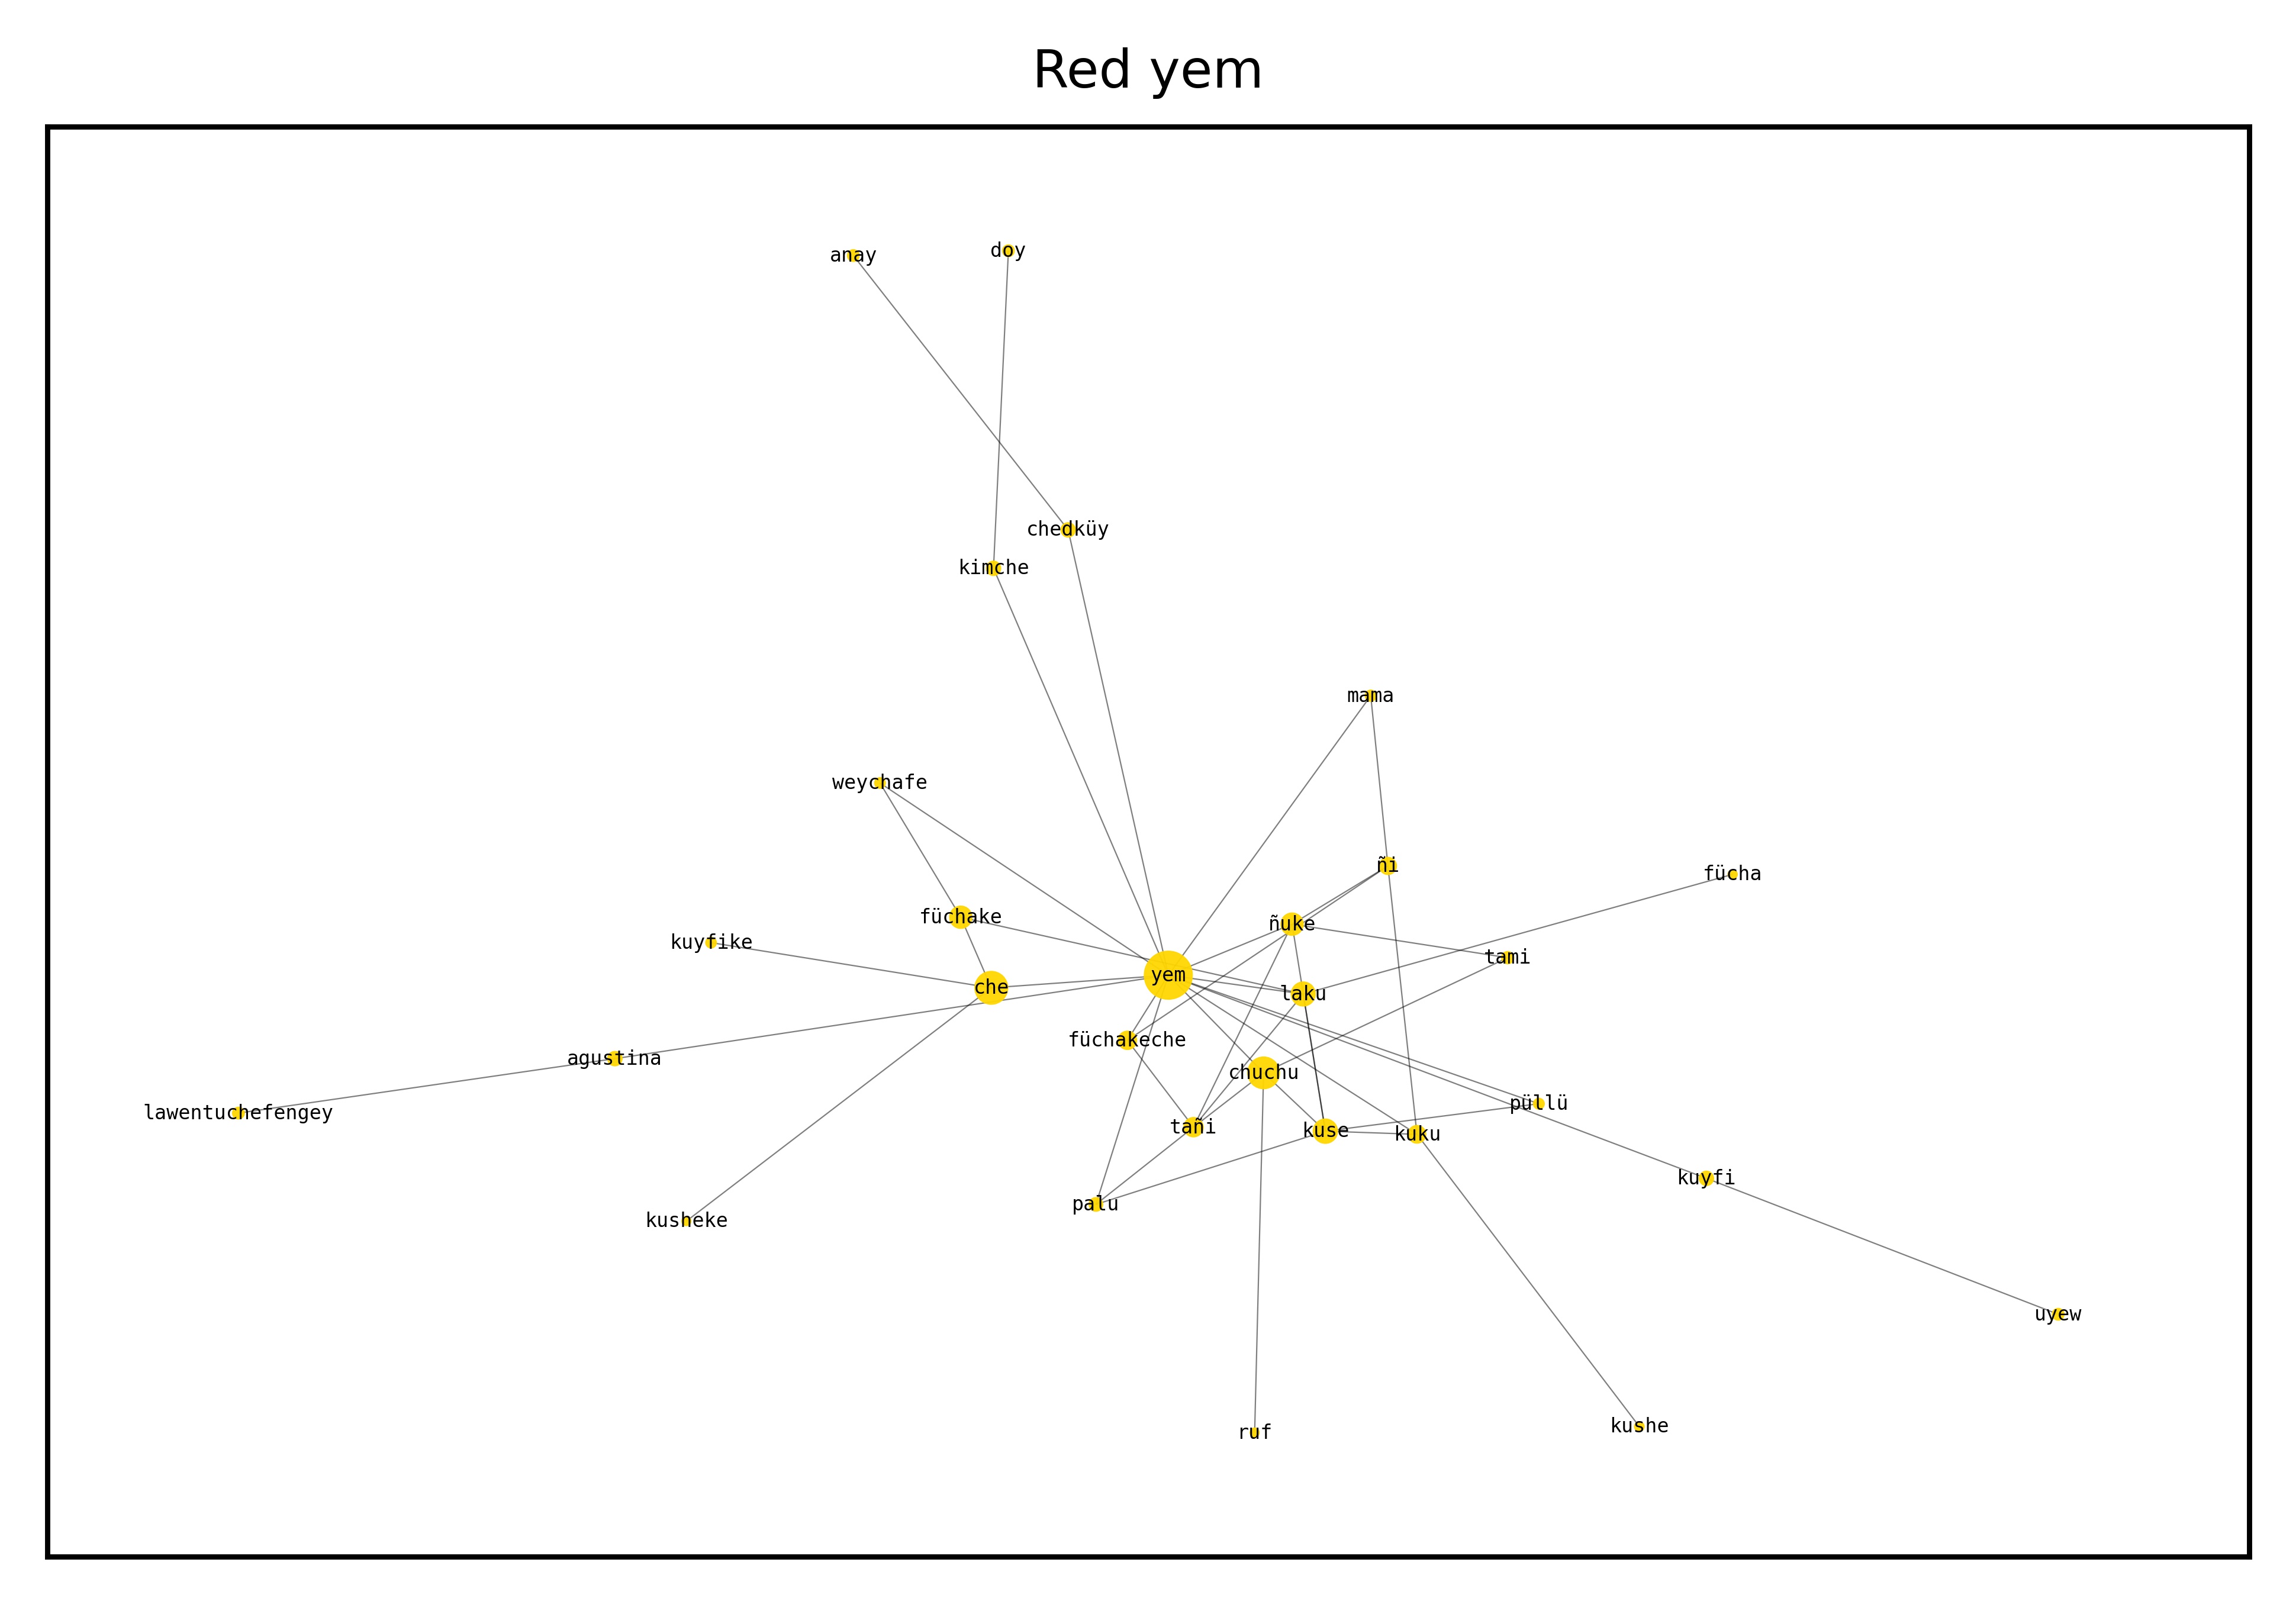 Red yem
anay
doy
chedküy
kimche
mama
weychafe
ñi
fücha
füchake
ñuke
kuyfike
tami
yem
che
laku
füchakeche
agustina
chuchu
püllü
lawentuchefengey
tañi
kuse
kuku
kuyfi
palu
kusheke
uyew
kushe
ruf